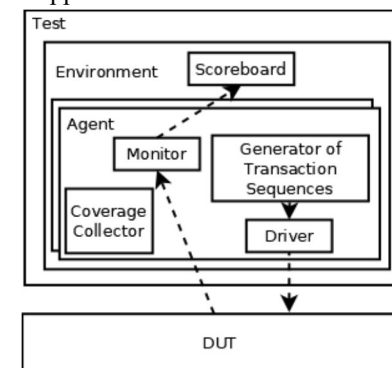 Test
Environment
Scoreboard
Agent
Monitor
Generator of
Transaction
Sequences
Coverage
Collector
Driver
DUT